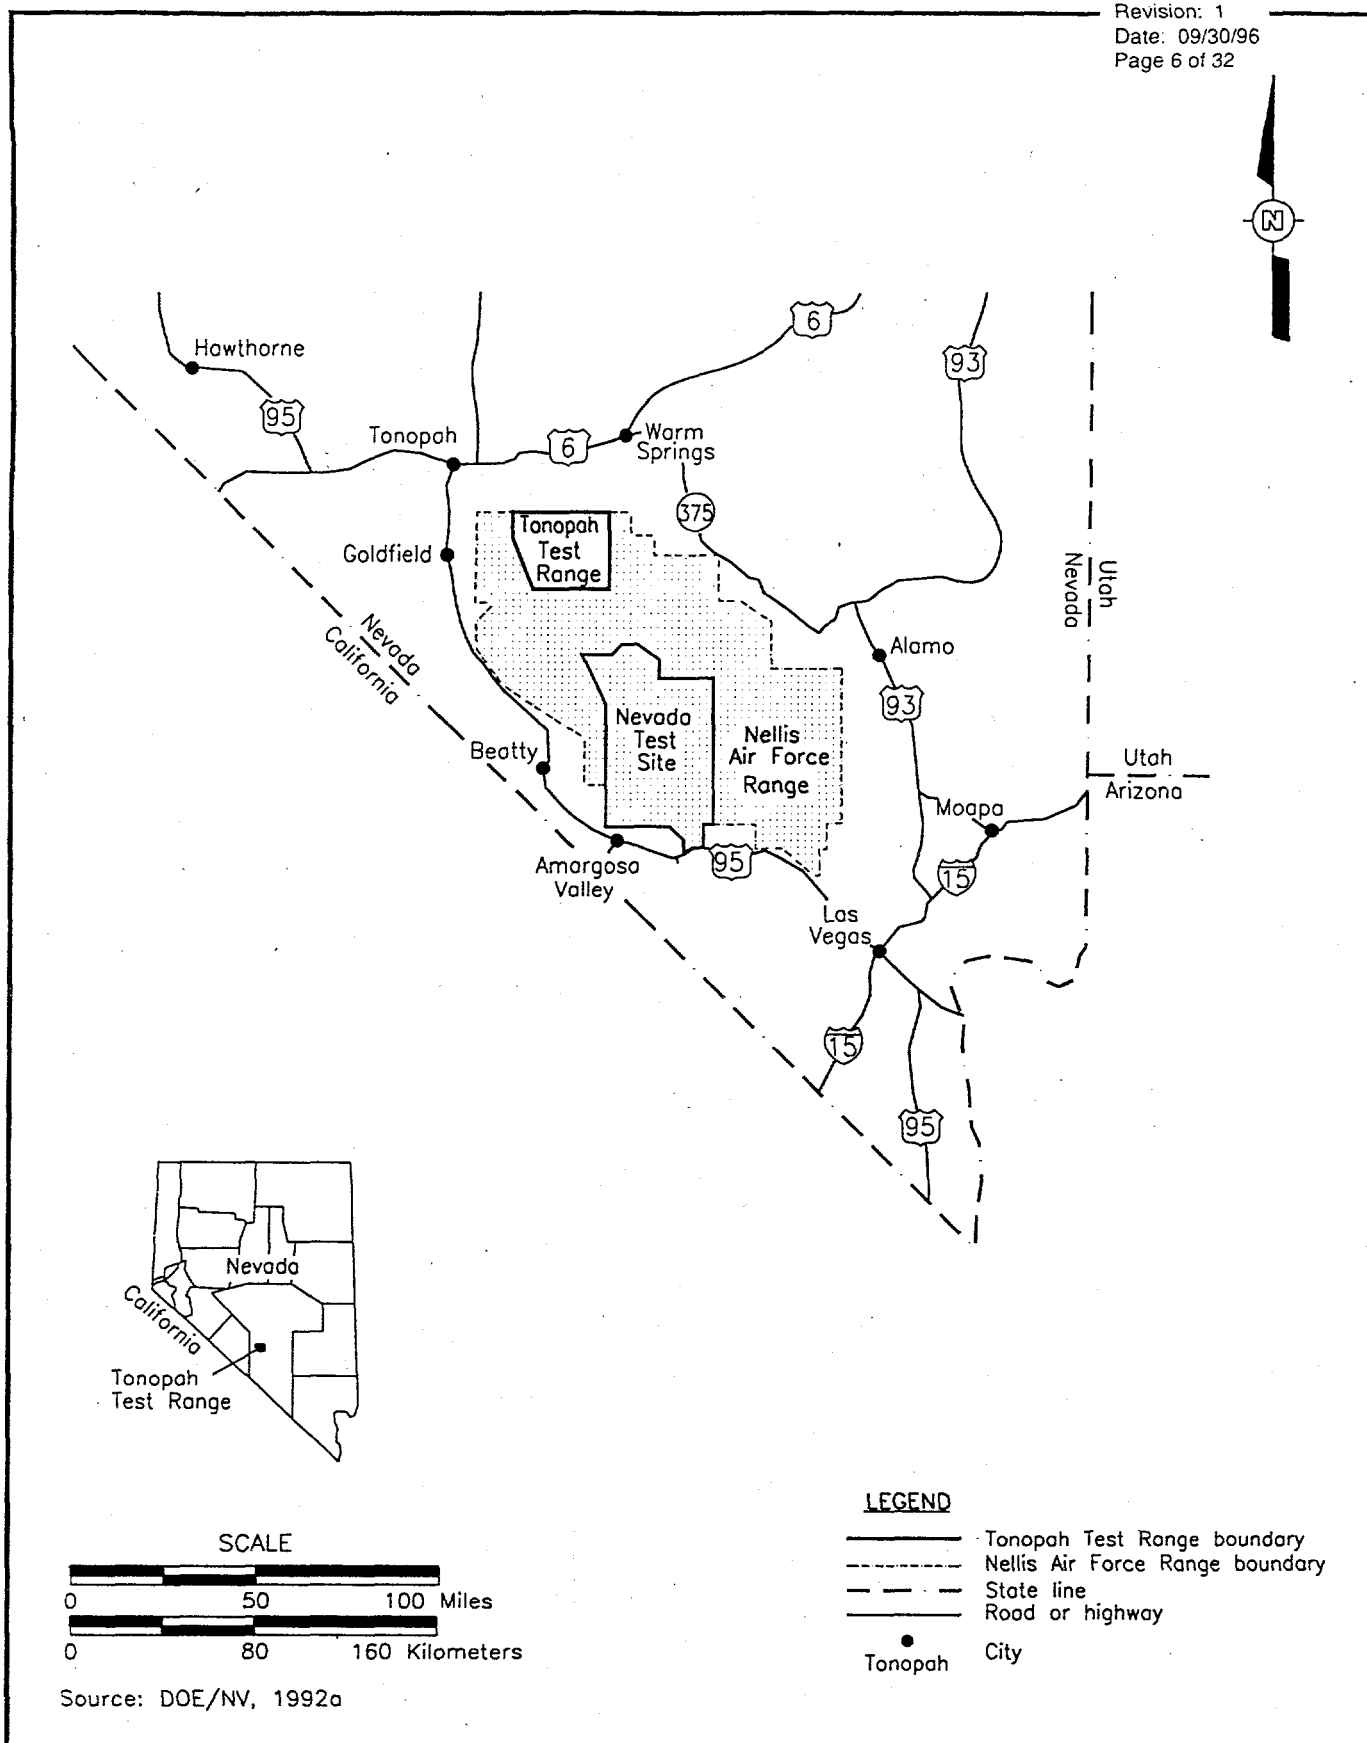 Revision: 1
Date: 09/30/96
Page 6 of 32
N
6
93
Hawthorne
95
Tonopah
6
Warm
Springs
375
Tonopah
Test
Range
Goldfield
Utah
Nevada
Nevada
California
Alamo
93
Nevada
Test
Site
Nellis
Air Force
Range
Beatty
Utah
Arizona
Moapa
Amargosa
Valley
95
15
Las
Vegas
15
95
Nevada
California
Tonopah
Test Range
LEGEND
Tonopah Test Range boundary
Nellis Air Force Range boundary
State line
Road or highway
Tonopah
City
SCALE
0 50 100 Miles
0 80 160 Kilometers
Source: DOE/NV, 1992a